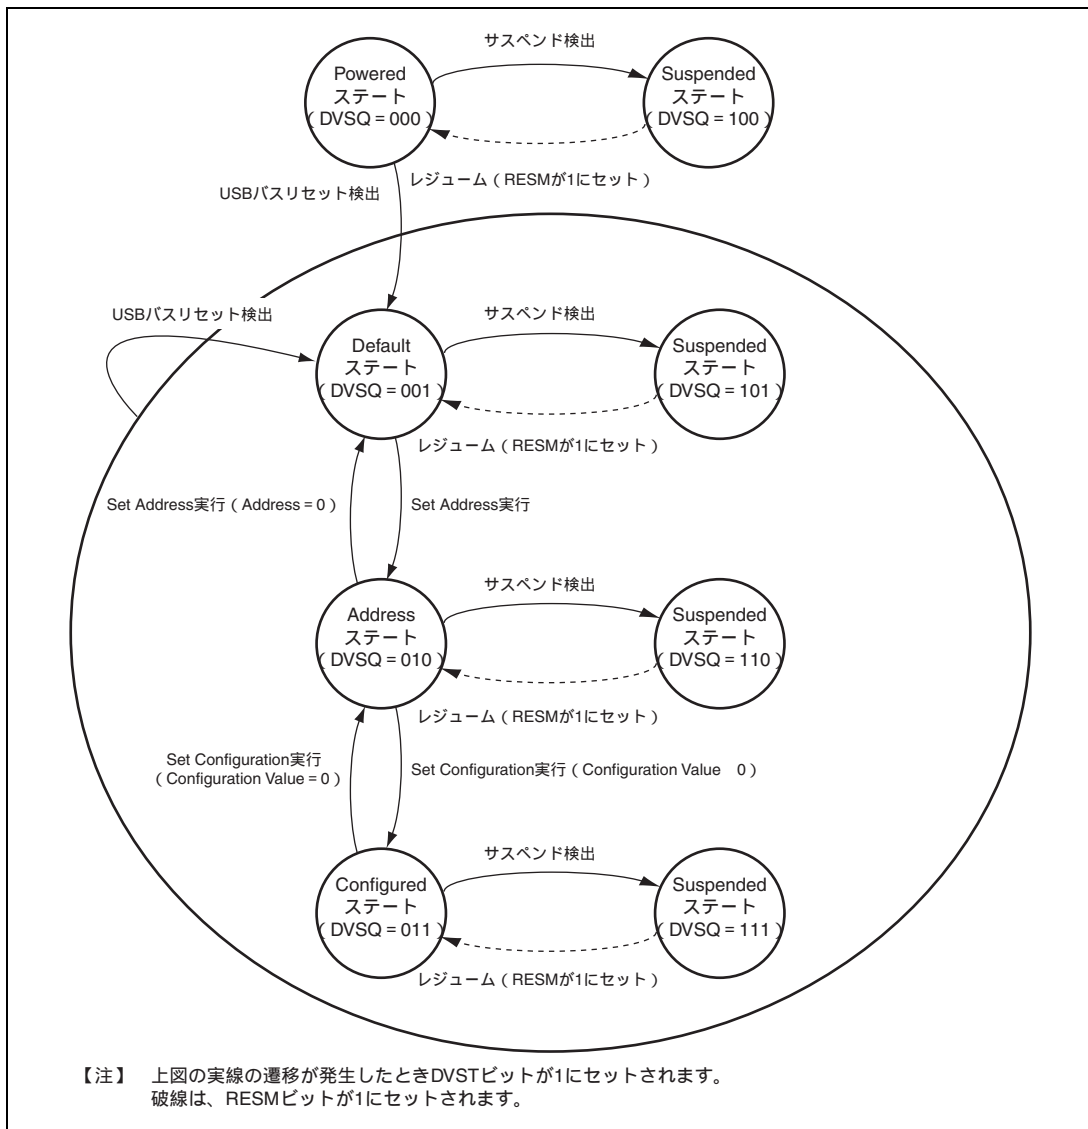 サスペンド検出
Powered
ステート
( DVSQ = 000 )
Suspended
ステート
( DVSQ = 100 )
レジューム ( RESMが1にセット )
USBバスリセット検出
USBバスリセット検出
サスペンド検出
Default
ステート
( DVSQ = 001 )
Suspended
ステート
( DVSQ = 101 )
レジューム ( RESMが1にセット )
Set Address実行 ( Address = 0 )
Set Address実行
サスペンド検出
Address
ステート
( DVSQ = 010 )
Suspended
ステート
( DVSQ = 110 )
レジューム ( RESMが1にセット )
Set Configuration実行
( Configuration Value = 0 )
Set Configuration実行 ( Configuration Value 0 )
サスペンド検出
Configured
ステート
( DVSQ = 011 )
Suspended
ステート
( DVSQ = 111 )
レジューム ( RESMが1にセット )
【注】 上図の実線の遷移が発生したときDVSTビットが1にセットされます。
破線は、RESMビットが1にセットされます。